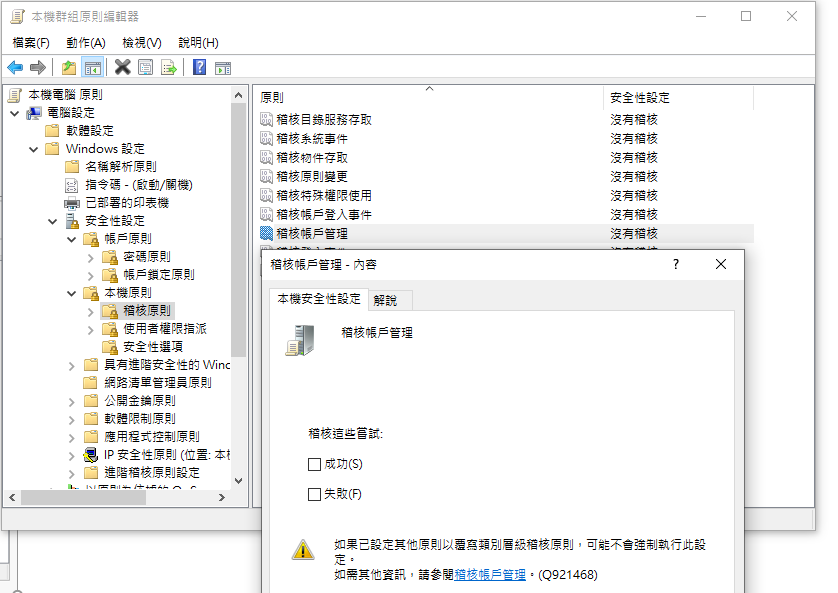 本機群組原則編輯器
檔案(F) 動作(A) 檢視(V) 說明(H)
本機電腦 原則
電腦設定
軟體設定
Windows 設定
名稱解析原則
指令碼 - (啟動/關機)
已部署的印表機
安全性設定
帳戶原則
密碼原則
帳戶鎖定原則
本機原則
稽核原則
使用者權限指派
安全性選項
具有進階安全性的 Winc
網路清單管理員原則
公開金鑰原則
軟體限制原則
應用程式控制原則
IP 安全性原則 (位置: 本機
進階稽核原則設定
原則 安全性設定
稽核目錄服務存取 沒有稽核
稽核系統事件 沒有稽核
稽核物件存取 沒有稽核
稽核原則變更 沒有稽核
稽核特殊權限使用 沒有稽核
稽核帳戶登入事件 沒有稽核
稽核帳戶管理 沒有稽核
稽核帳戶管理 - 內容
本機安全性設定 解說
稽核帳戶管理
稽核這些嘗試:
成功(S)
失敗(F)
如果已設定其他原則以覆寫類別層級稽核原則，可能不會強制執行此設
定。
如需其他資訊，請參閱稽核帳戶管理。(Q921468)